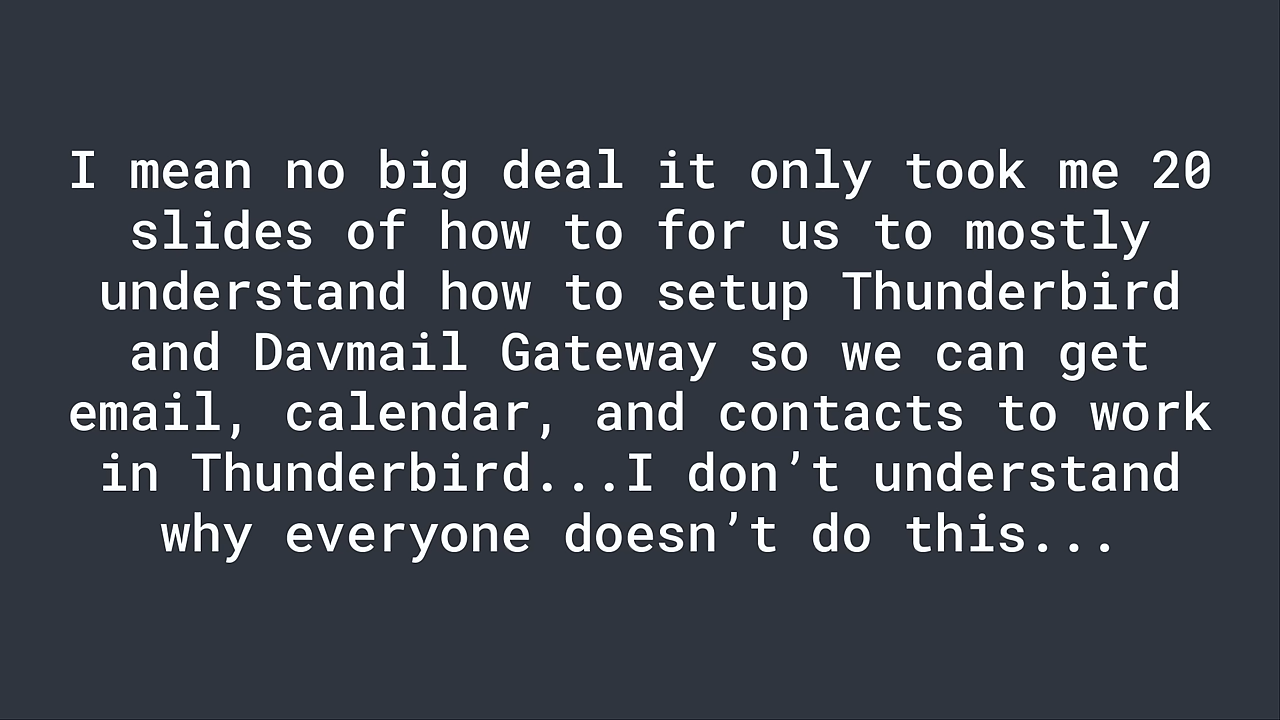 I mean no big deal it only took me 20
slides of how to for us to mostly
understand how to setup Thunderbird
and Davmail Gateway so we can get
email, calendar, and contacts to work
in Thunderbird...I don’t understand
why everyone doesn’t do this...